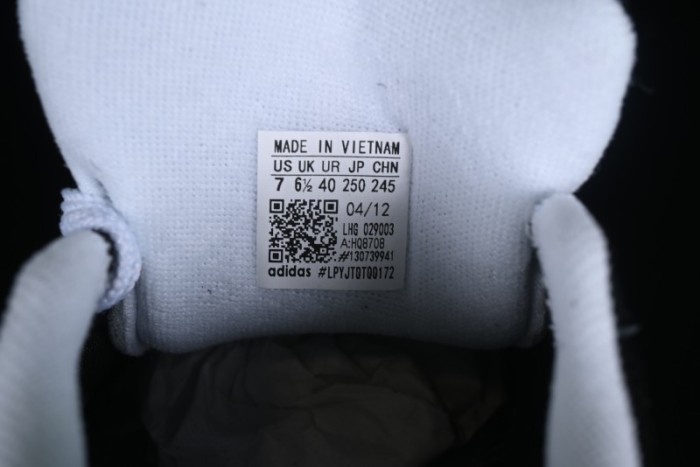 MADE IN VIETNAM
US UK UR JP CHN
7 6½ 40 250 245
04/12
LHG 029003
A:HQ8708
#130739941
adidas #LPYJTQTQQ172